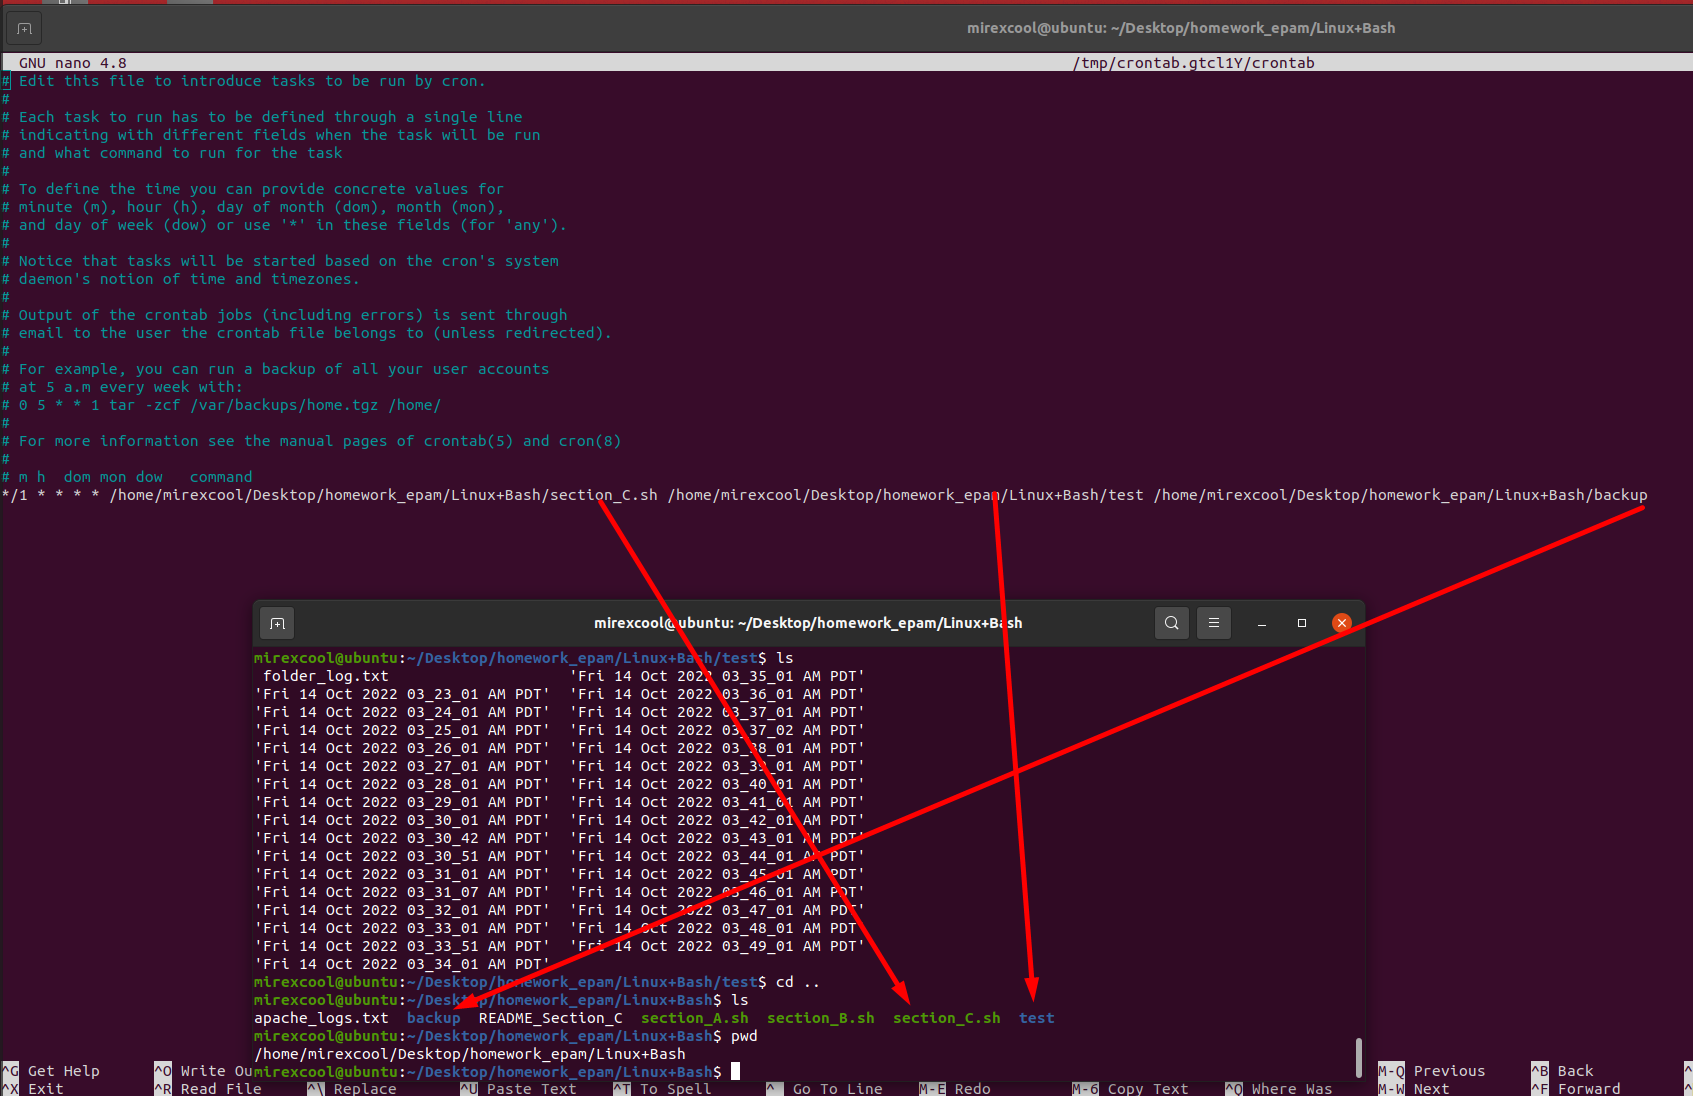 mirexcool@ubuntu: ~/Desktop/homework_epam/Linux+Bash
GNU nano 4.8 /tmp/crontab.gtcl1Y/crontab
# Edit this file to introduce tasks to be run by cron.
#
# Each task to run has to be defined through a single line
# indicating with different fields when the task will be run
# and what command to run for the task
#
# To define the time you can provide concrete values for
# minute (m), hour (h), day of month (dom), month (mon),
# and day of week (dow) or use '*' in these fields (for 'any').
#
# Notice that tasks will be started based on the cron's system
# daemon's notion of time and timezones.
#
# Output of the crontab jobs (including errors) is sent through
# email to the user the crontab file belongs to (unless redirected).
#
# For example, you can run a backup of all your user accounts
# at 5 a.m every week with:
# 0 5 * * 1 tar -zcf /var/backups/home.tgz /home/
#
# For more information see the manual pages of crontab(5) and cron(8)
#
# m h  dom mon dow   command
*/1 * * * * /home/mirexcool/Desktop/homework_epam/Linux+Bash/section_C.sh /home/mirexcool/Desktop/homework_epam/Linux+Bash/test /home/mirexcool/Desktop/homework_epam/Linux+Bash/backup
mirexcool@ubuntu: ~/Desktop/homework_epam/Linux+Bash
mirexcool@ubuntu:~/Desktop/homework_epam/Linux+Bash/test$ ls
folder_log.txt 'Fri 14 Oct 2022 03_35_01 AM PDT'
'Fri 14 Oct 2022 03_23_01 AM PDT' 'Fri 14 Oct 2022 03_36_01 AM PDT'
'Fri 14 Oct 2022 03_24_01 AM PDT' 'Fri 14 Oct 2022 03_37_01 AM PDT'
'Fri 14 Oct 2022 03_25_01 AM PDT' 'Fri 14 Oct 2022 03_37_02 AM PDT'
'Fri 14 Oct 2022 03_26_01 AM PDT' 'Fri 14 Oct 2022 03_38_01 AM PDT'
'Fri 14 Oct 2022 03_27_01 AM PDT' 'Fri 14 Oct 2022 03_39_01 AM PDT'
'Fri 14 Oct 2022 03_28_01 AM PDT' 'Fri 14 Oct 2022 03_40_01 AM PDT'
'Fri 14 Oct 2022 03_29_01 AM PDT' 'Fri 14 Oct 2022 03_41_01 AM PDT'
'Fri 14 Oct 2022 03_30_01 AM PDT' 'Fri 14 Oct 2022 03_42_01 AM PDT'
'Fri 14 Oct 2022 03_30_42 AM PDT' 'Fri 14 Oct 2022 03_43_01 AM PDT'
'Fri 14 Oct 2022 03_30_51 AM PDT' 'Fri 14 Oct 2022 03_44_01 AM PDT'
'Fri 14 Oct 2022 03_31_01 AM PDT' 'Fri 14 Oct 2022 03_45_01 AM PDT'
'Fri 14 Oct 2022 03_31_07 AM PDT' 'Fri 14 Oct 2022 03_46_01 AM PDT'
'Fri 14 Oct 2022 03_32_01 AM PDT' 'Fri 14 Oct 2022 03_47_01 AM PDT'
'Fri 14 Oct 2022 03_33_01 AM PDT' 'Fri 14 Oct 2022 03_48_01 AM PDT'
'Fri 14 Oct 2022 03_33_51 AM PDT' 'Fri 14 Oct 2022 03_49_01 AM PDT'
'Fri 14 Oct 2022 03_34_01 AM PDT'
mirexcool@ubuntu:~/Desktop/homework_epam/Linux+Bash/test$ cd ..
mirexcool@ubuntu:~/Desktop/homework_epam/Linux+Bash$ ls
apache_logs.txt backup README_Section_C section_A.sh section_B.sh section_C.sh test
mirexcool@ubuntu:~/Desktop/homework_epam/Linux+Bash$ pwd
/home/mirexcool/Desktop/homework_epam/Linux+Bash
mirexcool@ubuntu:~/Desktop/homework_epam/Linux+Bash$
^G Get Help ^O Write Ou M-Q Previous ^B Back
^X Exit ^R Read File ^\ Replace ^U Paste Text ^T To Spell ^_ Go To Line M-E Redo M-6 Copy Text ^Q Where Was M-W Next ^F Forward